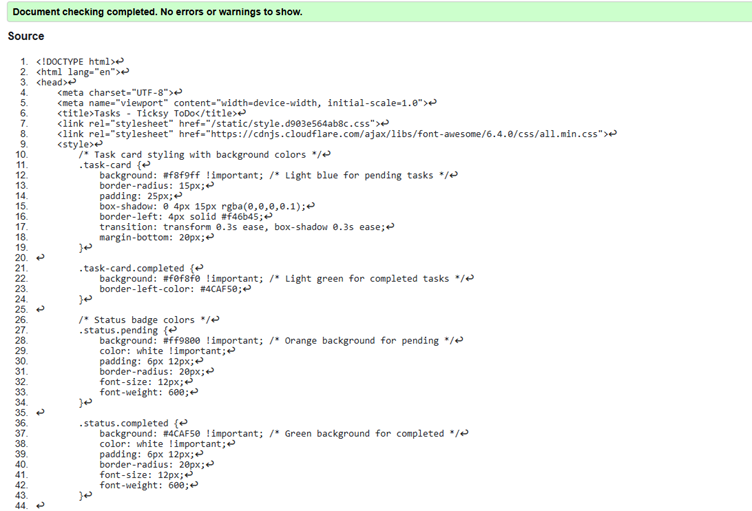 Document checking completed. No errors or warnings to show.
Source
1. <!DOCTYPE html>↩
2. <html lang="en">↩
3. <head>↩
4.     <meta charset="UTF-8">↩
5.     <meta name="viewport" content="width=device-width, initial-scale=1.0">↩
6.     <title>Tasks - Ticksy ToDo</title>↩
7.     <link rel="stylesheet" href="/static/style.d903e564ab8c.css">↩
8.     <link rel="stylesheet" href="https://cdnjs.cloudflare.com/ajax/libs/font-awesome/6.4.0/css/all.min.css">↩
9.     <style>↩
10.         /* Task card styling with background colors */↩
11.         .task-card {↩
12.             background: #f8f9ff !important; /* Light blue for pending tasks */↩
13.             border-radius: 15px;↩
14.             padding: 25px;↩
15.             box-shadow: 0 4px 15px rgba(0,0,0,0.1);↩
16.             border-left: 4px solid #f46b45;↩
17.             transition: transform 0.3s ease, box-shadow 0.3s ease;↩
18.             margin-bottom: 20px;↩
19.         }↩
20. ↩
21.         .task-card.completed {↩
22.             background: #f0f8f0 !important; /* Light green for completed tasks */↩
23.             border-left-color: #4CAF50;↩
24.         }↩
25. ↩
26.         /* Status badge colors */↩
27.         .status.pending {↩
28.             background: #ff9800 !important; /* Orange background for pending */↩
29.             color: white !important;↩
30.             padding: 6px 12px;↩
31.             border-radius: 20px;↩
32.             font-size: 12px;↩
33.             font-weight: 600;↩
34.         }↩
35. ↩
36.         .status.completed {↩
37.             background: #4CAF50 !important; /* Green background for completed */↩
38.             color: white !important;↩
39.             padding: 6px 12px;↩
40.             border-radius: 20px;↩
41.             font-size: 12px;↩
42.             font-weight: 600;↩
43.         }↩
44. ↩